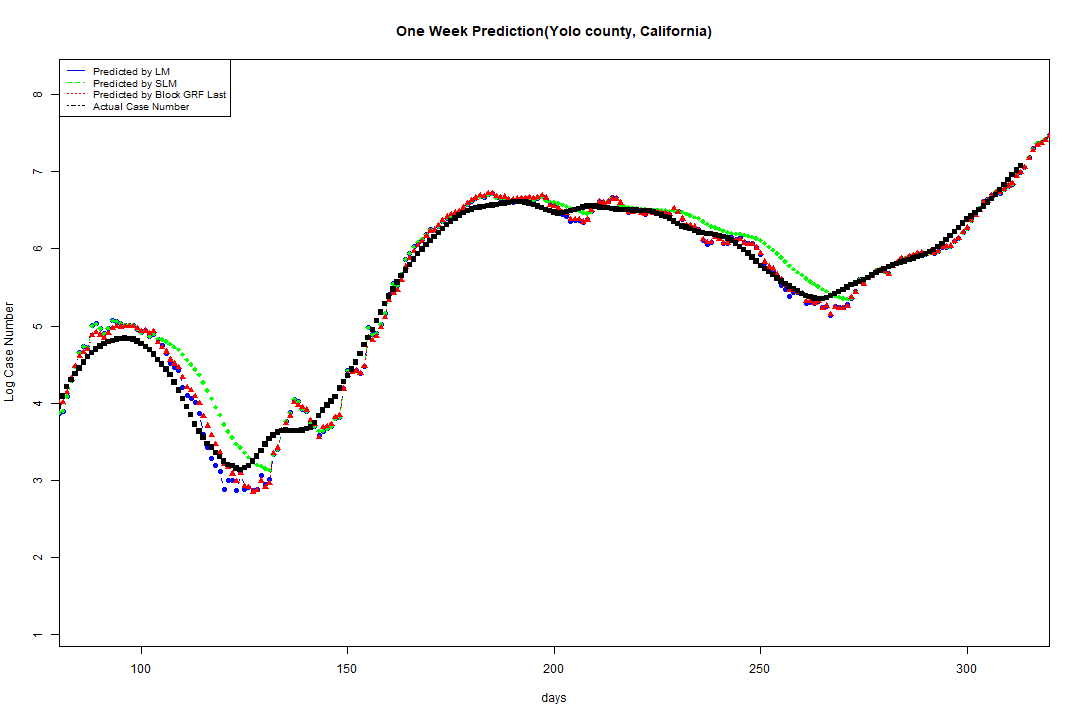 One Week Prediction(Yolo county, California)
Predicted by LM
Predicted by SLM
Predicted by Block GRF Last
Actual Case Number
Log Case Number
8
7
6
5
4
3
2
1
100 150 200 250 300
days